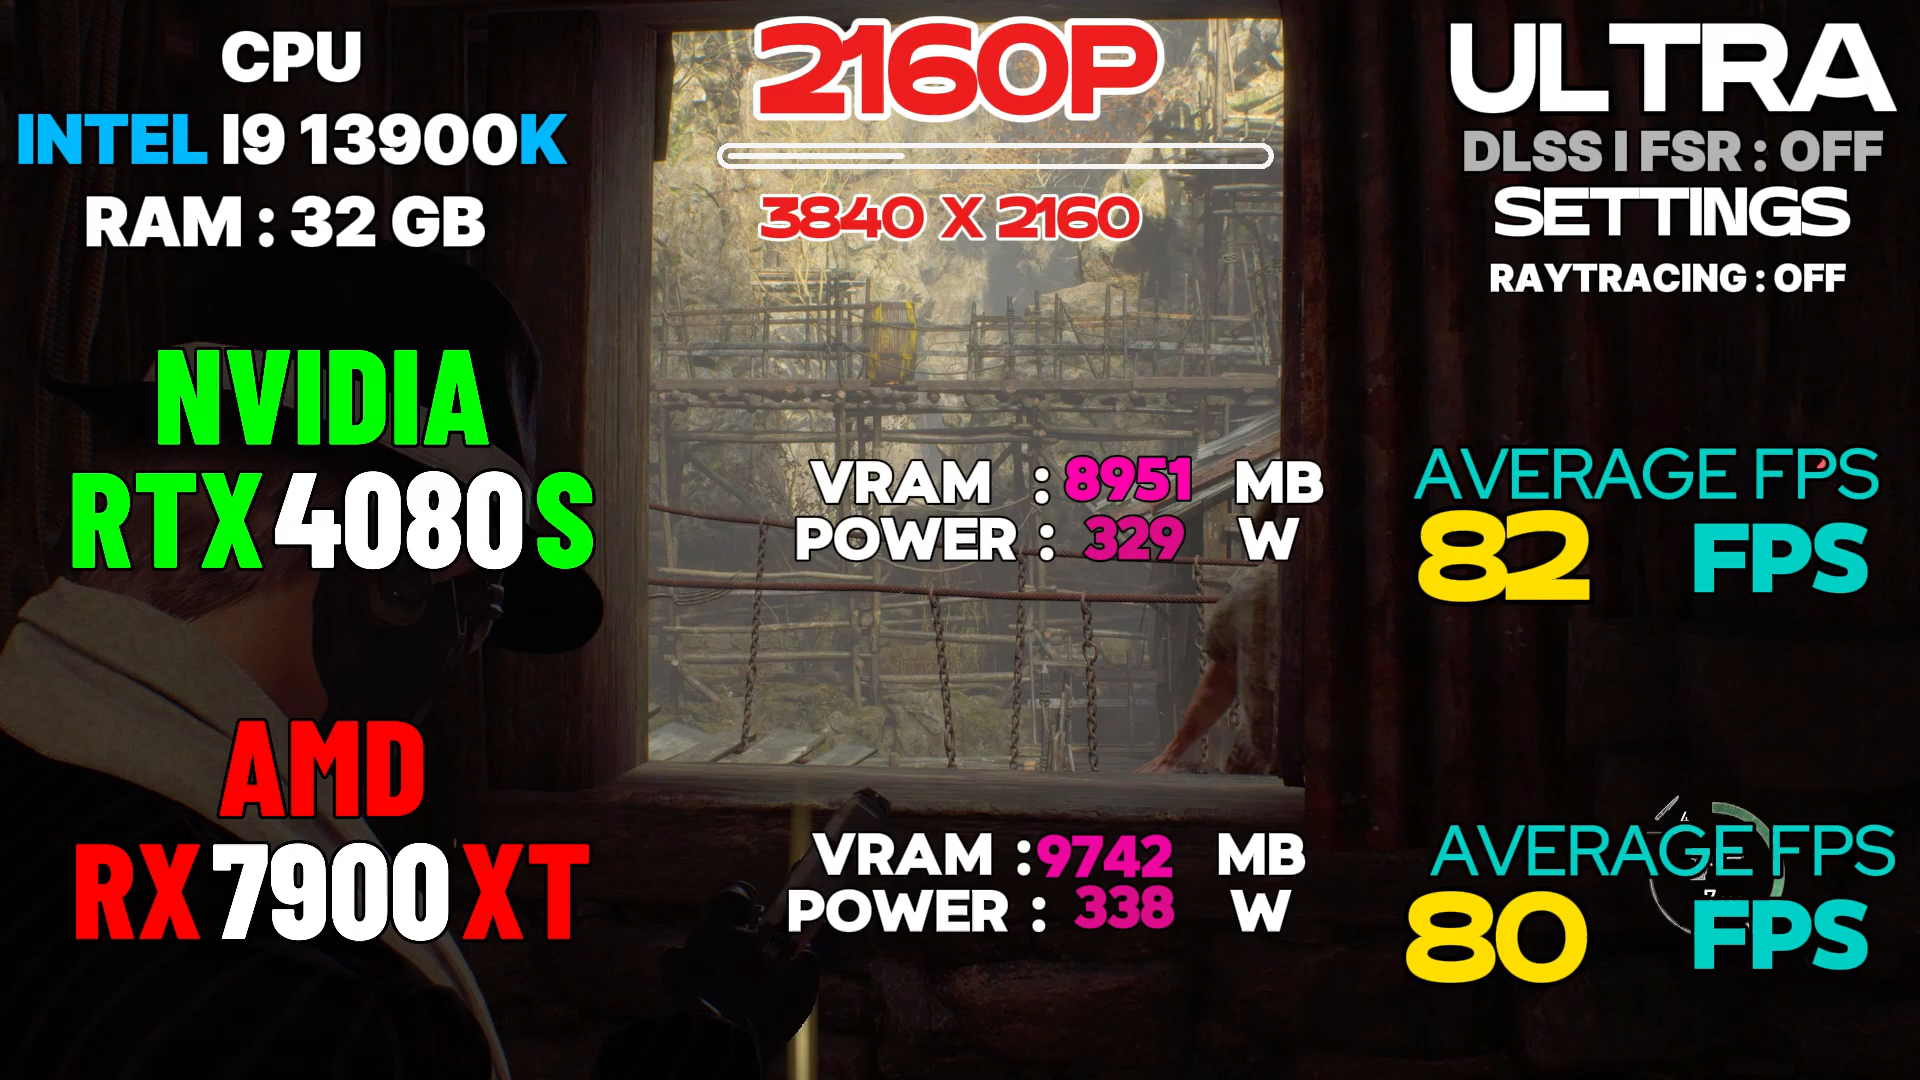 CPU
INTEL I9 13900K
RAM : 32 GB
2160P
3840 X 2160
ULTRA
DLSS I FSR : OFF
SETTINGS
RAYTRACING : OFF
NVIDIA
RTX 4080 S
VRAM : 8951 MB
POWER : 329 W
AVERAGE FPS
82 FPS
AMD
RX 7900 XT
VRAM : 9742 MB
POWER : 338 W
AVERAGE FPS
80 FPS